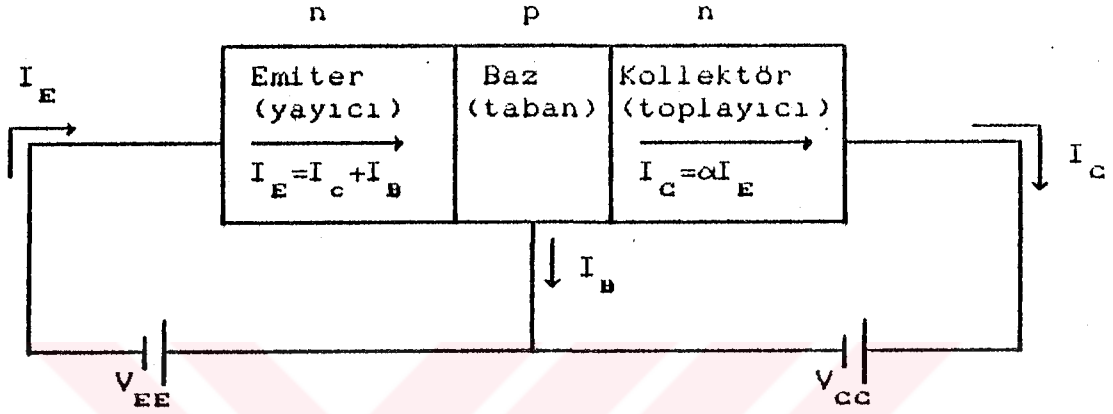 n p n
I_E
Emiter (yayıcı)
I_E=I_c+I_B
Baz (taban)
Kollektör (toplayıcı)
I_C=αI_E
I_C
I_B
V_EE
V_CC